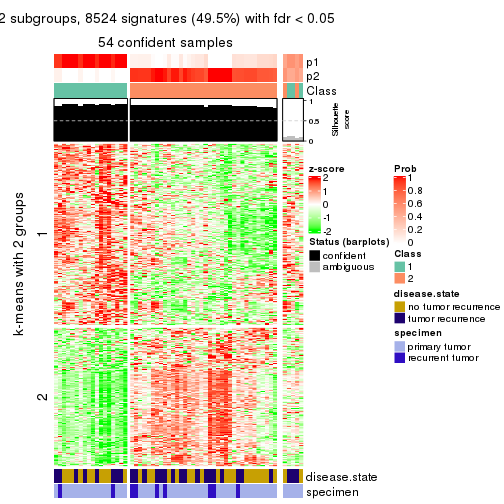 2 subgroups, 8524 signatures (49.5%) with fdr < 0.05
54 confident samples
p1
p2
Class
1
0.5
0
Silhouette
score
k-means with 2 groups
1
2
z-score
2
1
0
-1
-2
Status (barplots)
confident
ambiguous
Prob
1
0.8
0.6
0.4
0.2
0
Class
1
2
disease.state
no tumor recurrence
tumor recurrence
specimen
primary tumor
recurrent tumor
disease.state
specimen